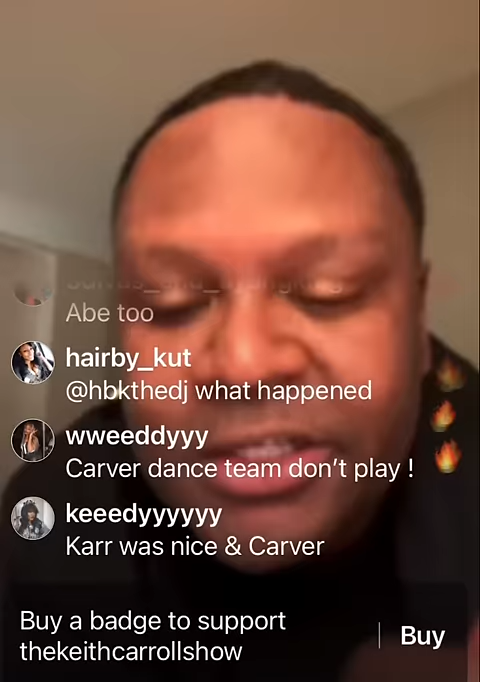 Abe too
hairby_kut
@hbkthedj what happened
wweeddyyy
Carver dance team don't play !
keeedyyyyyy
Karr was nice & Carver
Buy a badge to support
thekeithcarrollshow
Buy